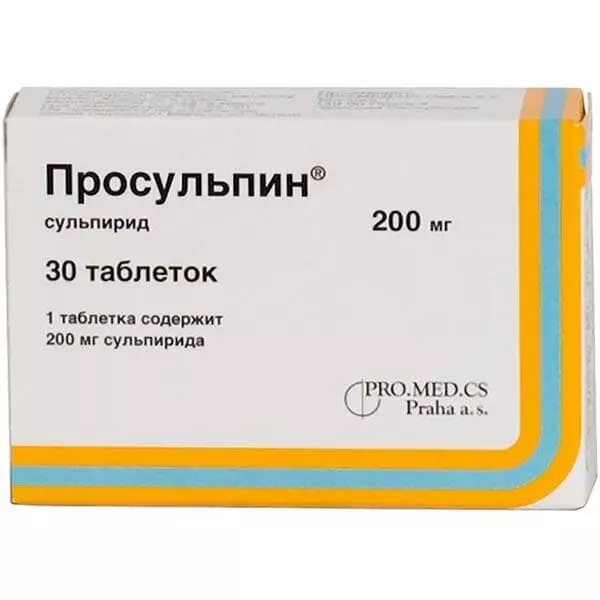 Просульпин®
сульпирид
200 мг
30 таблеток
1 таблетка содержит
200 мг сульпирида
PRO.MED.CS
Praha a.s.